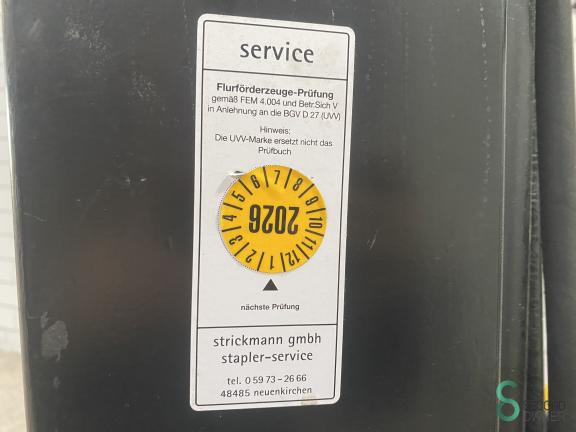 service
Flurförderzeuge-Prüfung
gemäß FEM 4.004 und Betr.Sich V
in Anlehnung an die BGV D 27 (UVV)
Hinweis:
Die UVV-Marke ersetzt nicht das
Prüfbuch
1 2 3 4 5 6 7 8 9 10 11 12
2026
nächste Prüfung
strickmann gmbh
stapler-service
tel. 0 59 73 - 26 66
48485 neuenkirchen
SECOND
OWNER